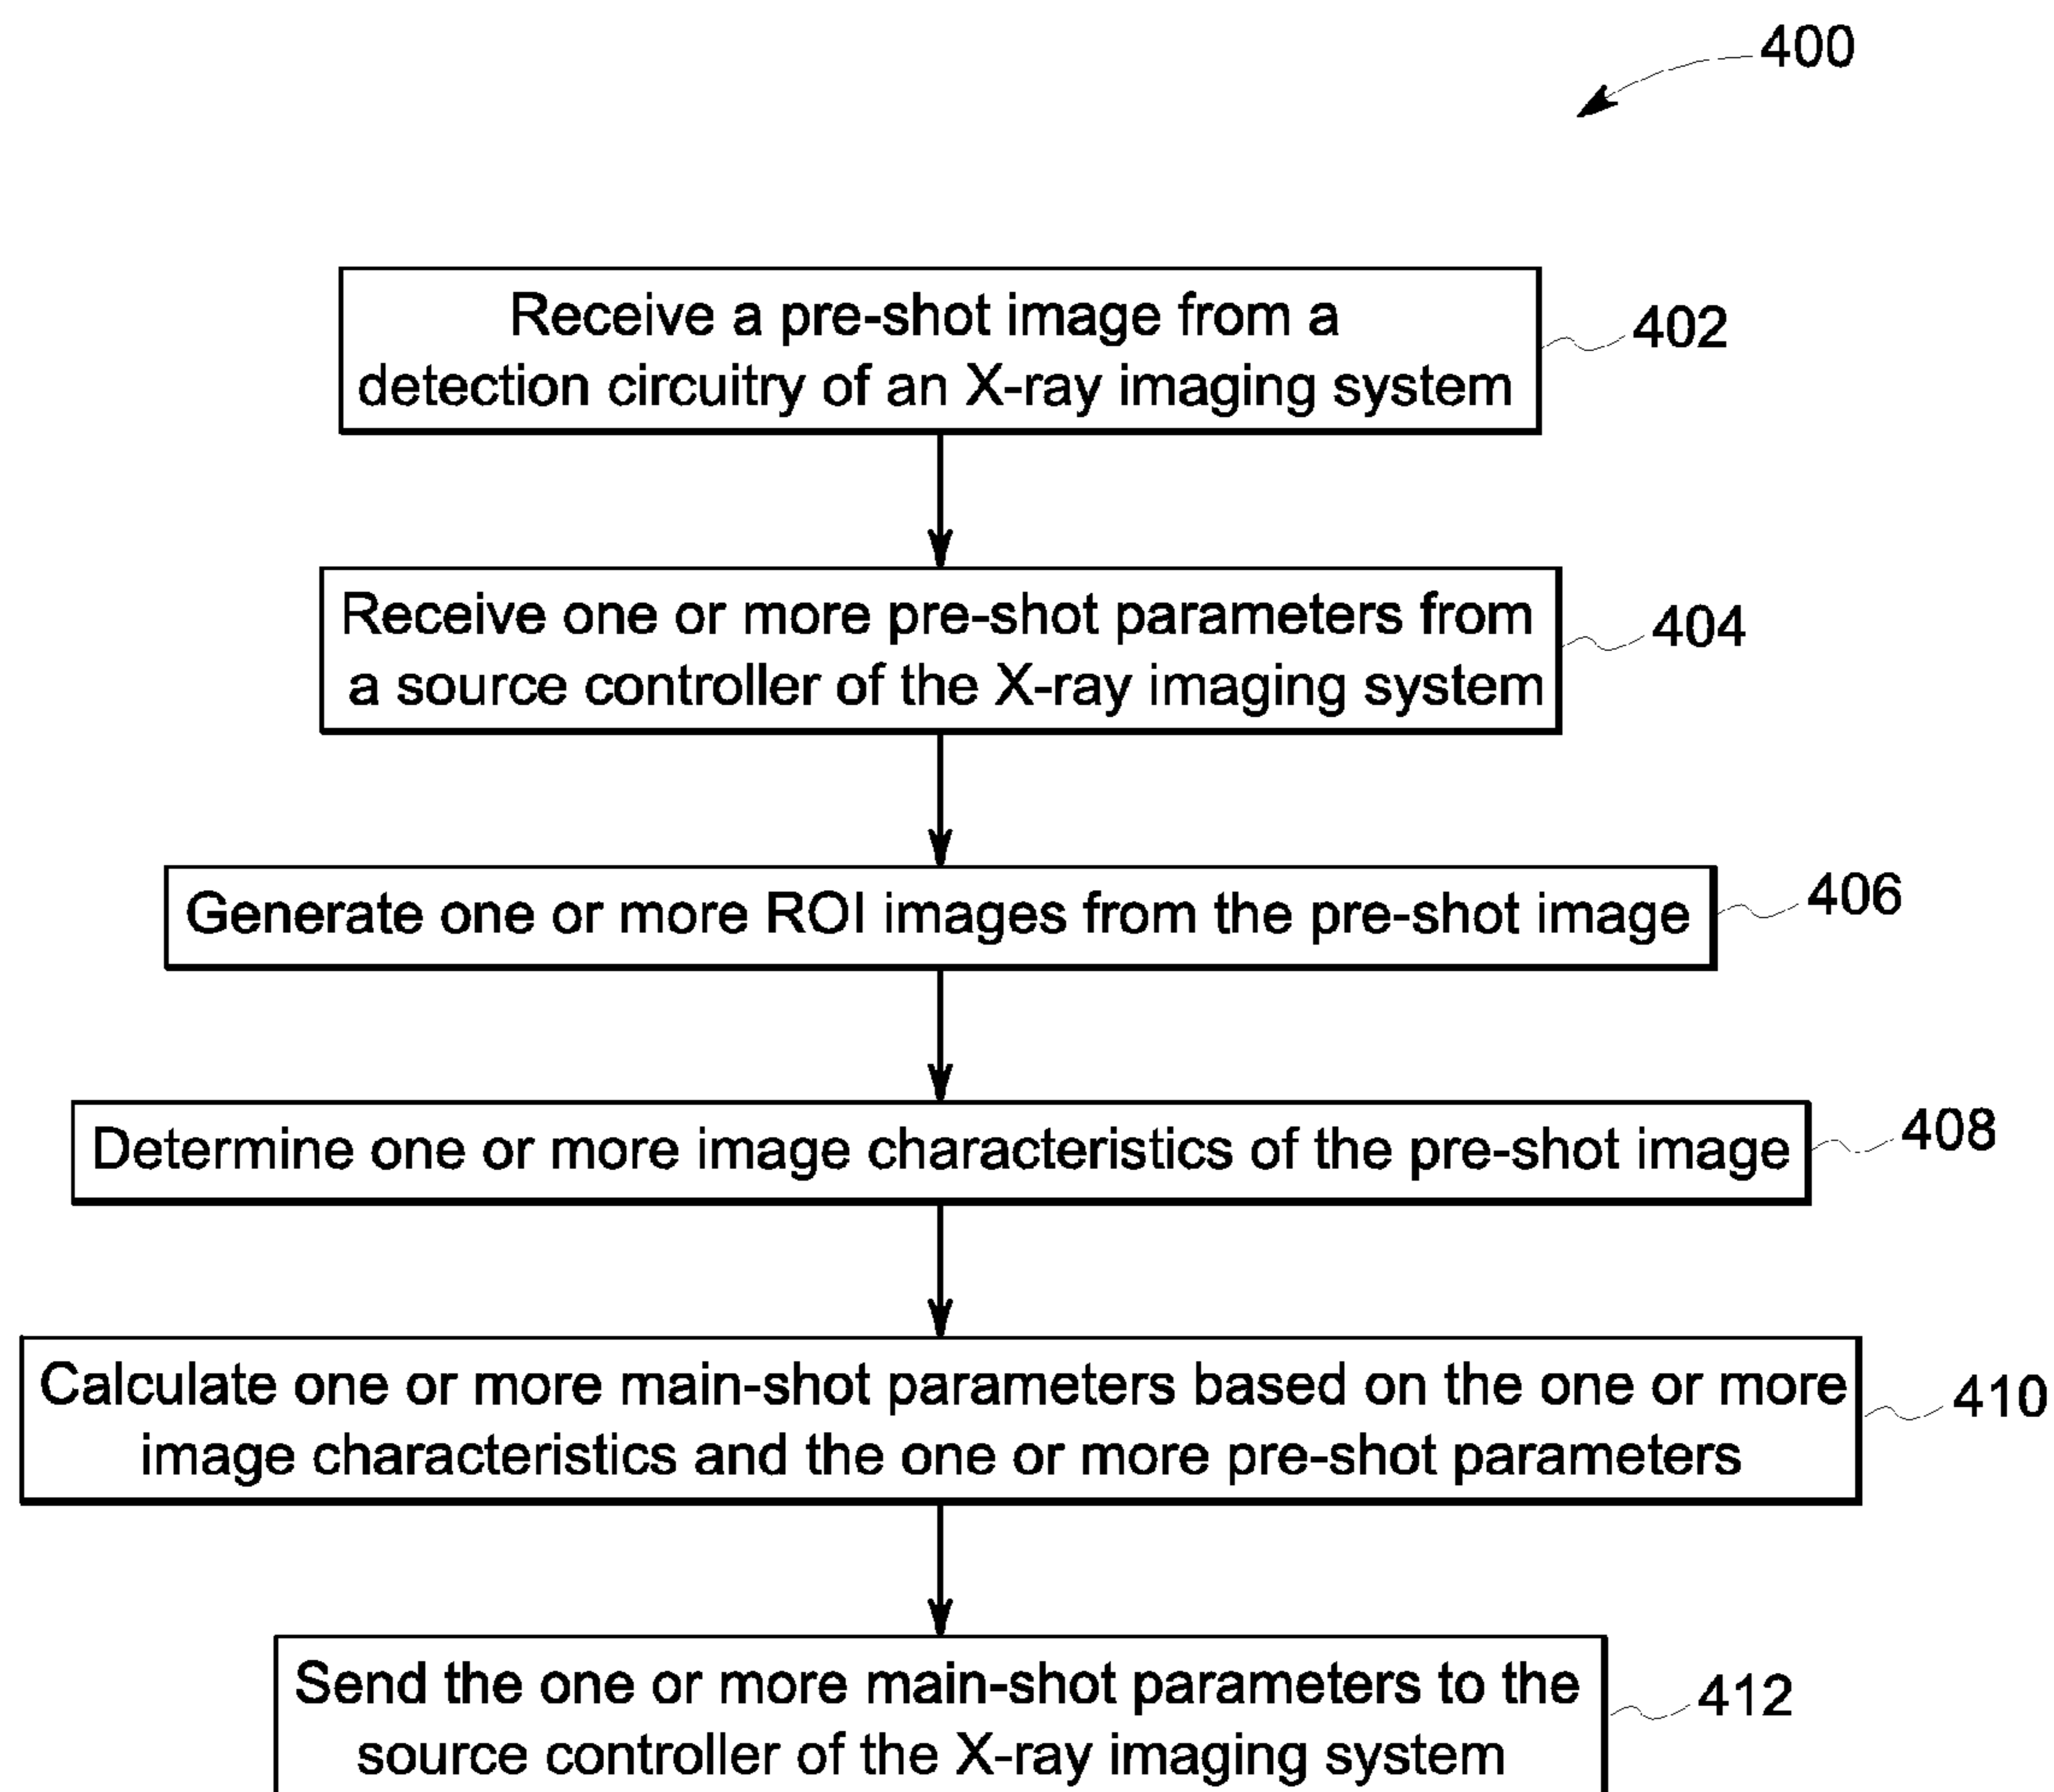 400
Receive a pre-shot image from a
detection circuitry of an X-ray imaging system
402
Receive one or more pre-shot parameters from
a source controller of the X-ray imaging system
404
Generate one or more ROI images from the pre-shot image
406
Determine one or more image characteristics of the pre-shot image
408
Calculate one or more main-shot parameters based on the one or more
image characteristics and the one or more pre-shot parameters
410
Send the one or more main-shot parameters to the
source controller of the X-ray imaging system
412